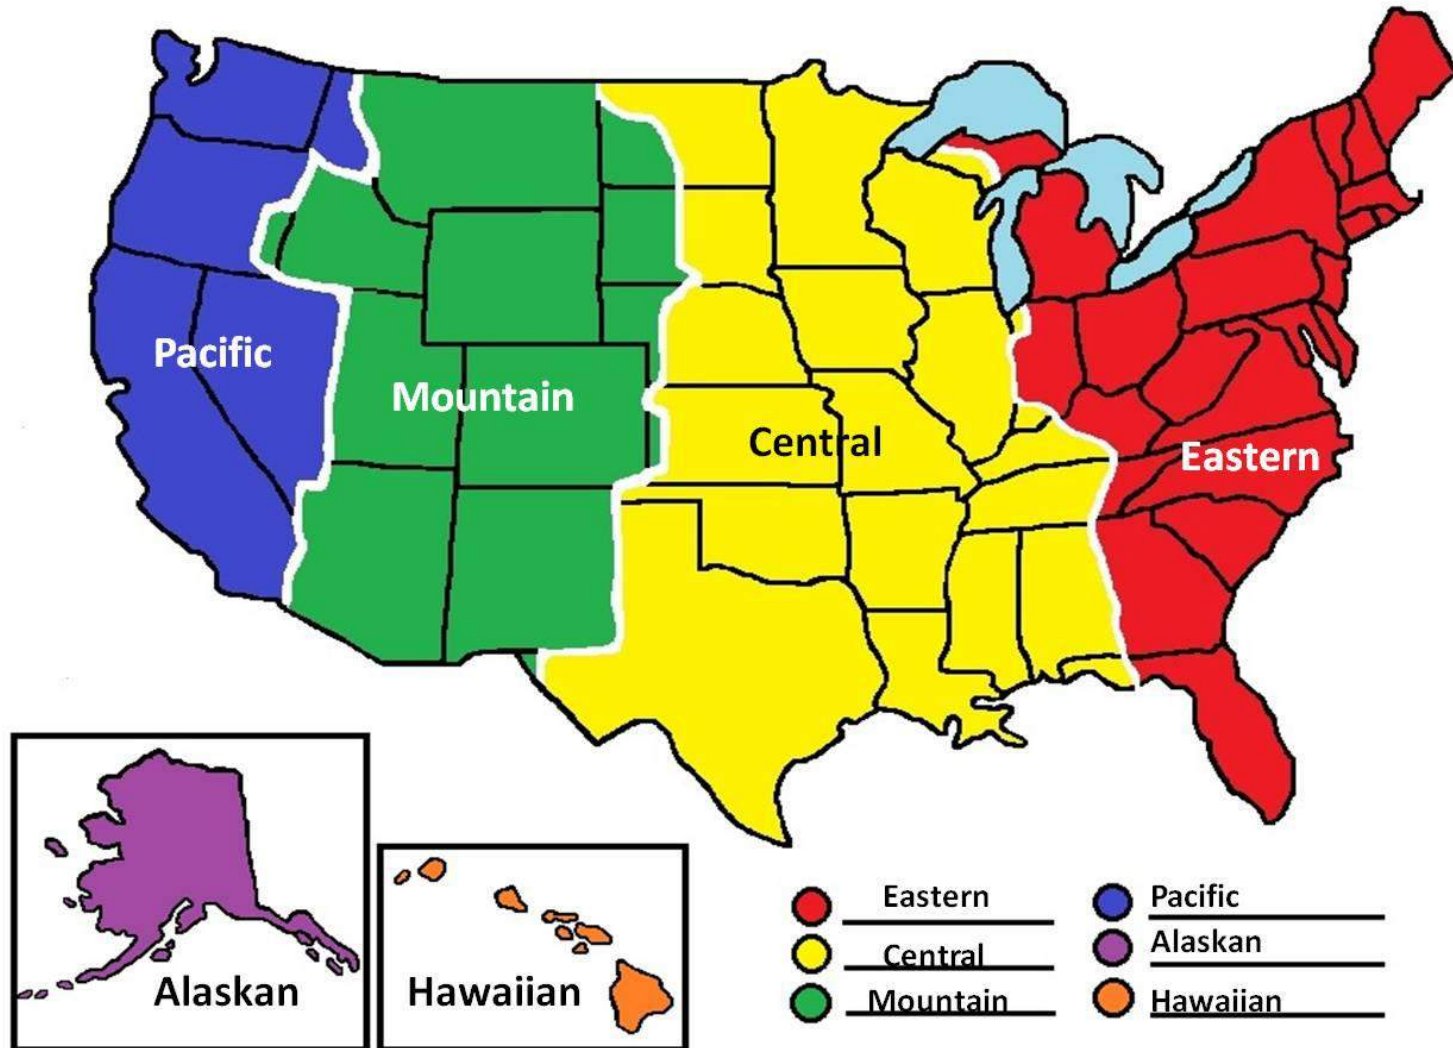 Pacific
Mountain
Central
Eastern
Alaskan
Hawaiian
Eastern
Central
Mountain
Pacific
Alaskan
Hawaiian